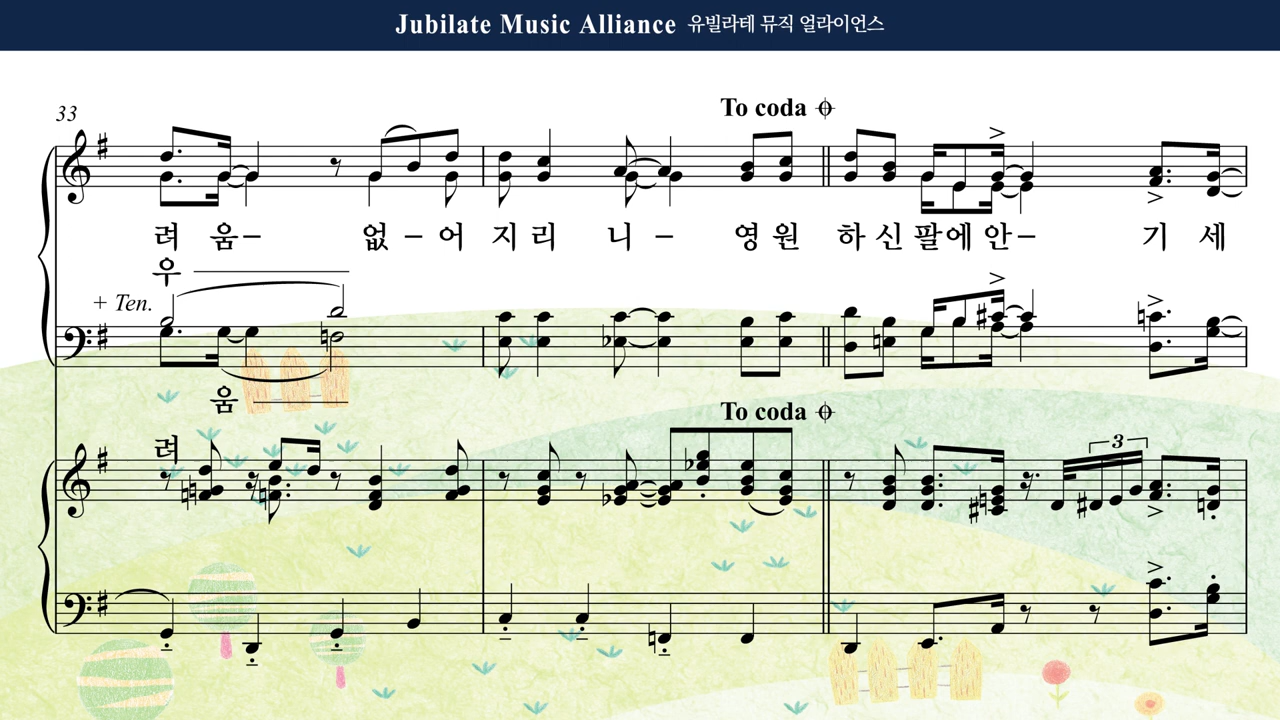 Jubilate Music Alliance 유빌라테 뮤직 얼라이언스
33
To coda
려 움– 없 – 어 지 리 니 – 영 원 하 신 팔 에 안– 기 세
우
+ Ten.
움
To coda
려
3